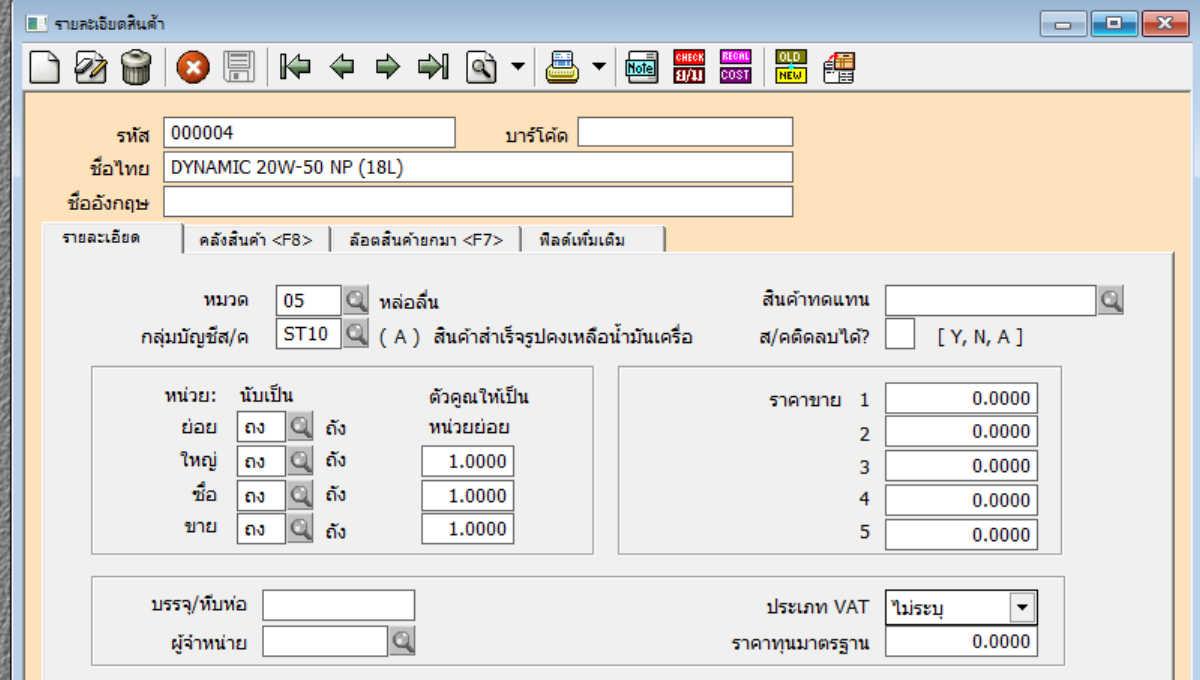 รายละเอียดสินค้า
Note CHECK ย/ม RECAL COST OLD NEW
รหัส 000004 บาร์โค้ด
ชื่อไทย DYNAMIC 20W-50 NP (18L)
ชื่ออังกฤษ
รายละเอียด คลังสินค้า <F8> ล๊อตสินค้ายกมา <F7> ฟิลด์เพิ่มเติม
หมวด 05 หล่อลื่น สินค้าทดแทน
กลุ่มบัญชีส/ค ST10 ( A ) สินค้าสำเร็จรูปคงเหลือน้ำมันเครื่อ ส/คติดลบได้? [ Y, N, A ]
หน่วย: นับเป็น ตัวคูณให้เป็น ราคาขาย 1 0.0000
ย่อย ถง ถัง หน่วยย่อย 2 0.0000
ใหญ่ ถง ถัง 1.0000 3 0.0000
ซื้อ ถง ถัง 1.0000 4 0.0000
ขาย ถง ถัง 1.0000 5 0.0000
บรรจุ/หีบห่อ ประเภท VAT ไม่ระบุ
ผู้จำหน่าย ราคาทุนมาตรฐาน 0.0000